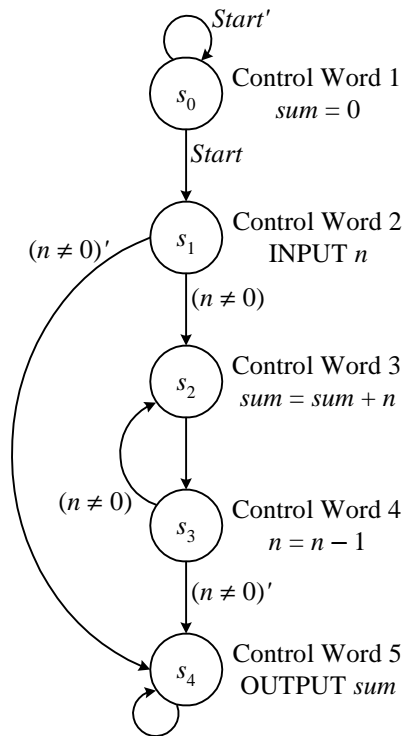 Start'
s0
Control Word 1
sum = 0
Start
s1
Control Word 2
INPUT n
(n ≠ 0)'
(n ≠ 0)
s2
Control Word 3
sum = sum + n
(n ≠ 0)
s3
Control Word 4
n = n − 1
(n ≠ 0)'
s4
Control Word 5
OUTPUT sum